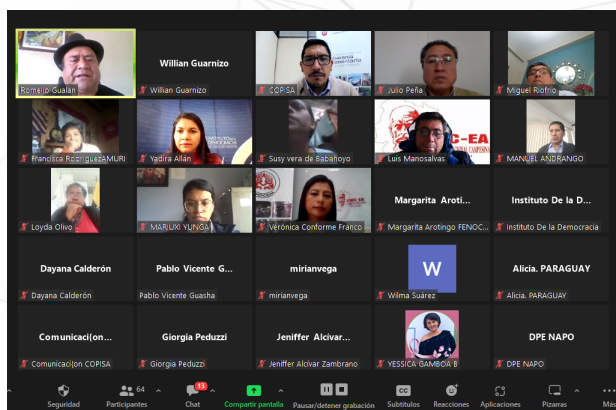 Romelio Gualán
Willian Guarnizo
Willian Guarnizo
COPISA
Julio Peña
Miguel Riofrio
Francisca RodriguezAMURI
Yadira Allán
Susy vera de Babahoyo
C-EA
Luis Manosalvas
MANUEL ANDRANGO
Loyda Olivo
MARIUXI YUNGA
Verónica Conforme Franco
Margarita Aroti...
Margarita Arotingo FENOC...
Instituto De la D...
Instituto De la Democracia
Dayana Calderón
Dayana Calderón
Pablo Vicente G...
Pablo Vicente Guasha
mirianvega
mirianvega
W
Wilma Suárez
Alicia. PARAGUAY
Alicia. PARAGUAY
Comunicaci{on...
Comunicaci{on COPISA
Giorgia Peduzzi
Giorgia Peduzzi
Jeniffer Alcívar...
Jeniffer Alcívar Zambrano
YESSICA GAMBOA B
DPE NAPO
DPE NAPO
64
13
Seguridad
Participantes
Chat
Compartir pantalla
Pausar/detener grabación
CC
Subtítulos
Reacciones
Aplicaciones
Pizarras
Más